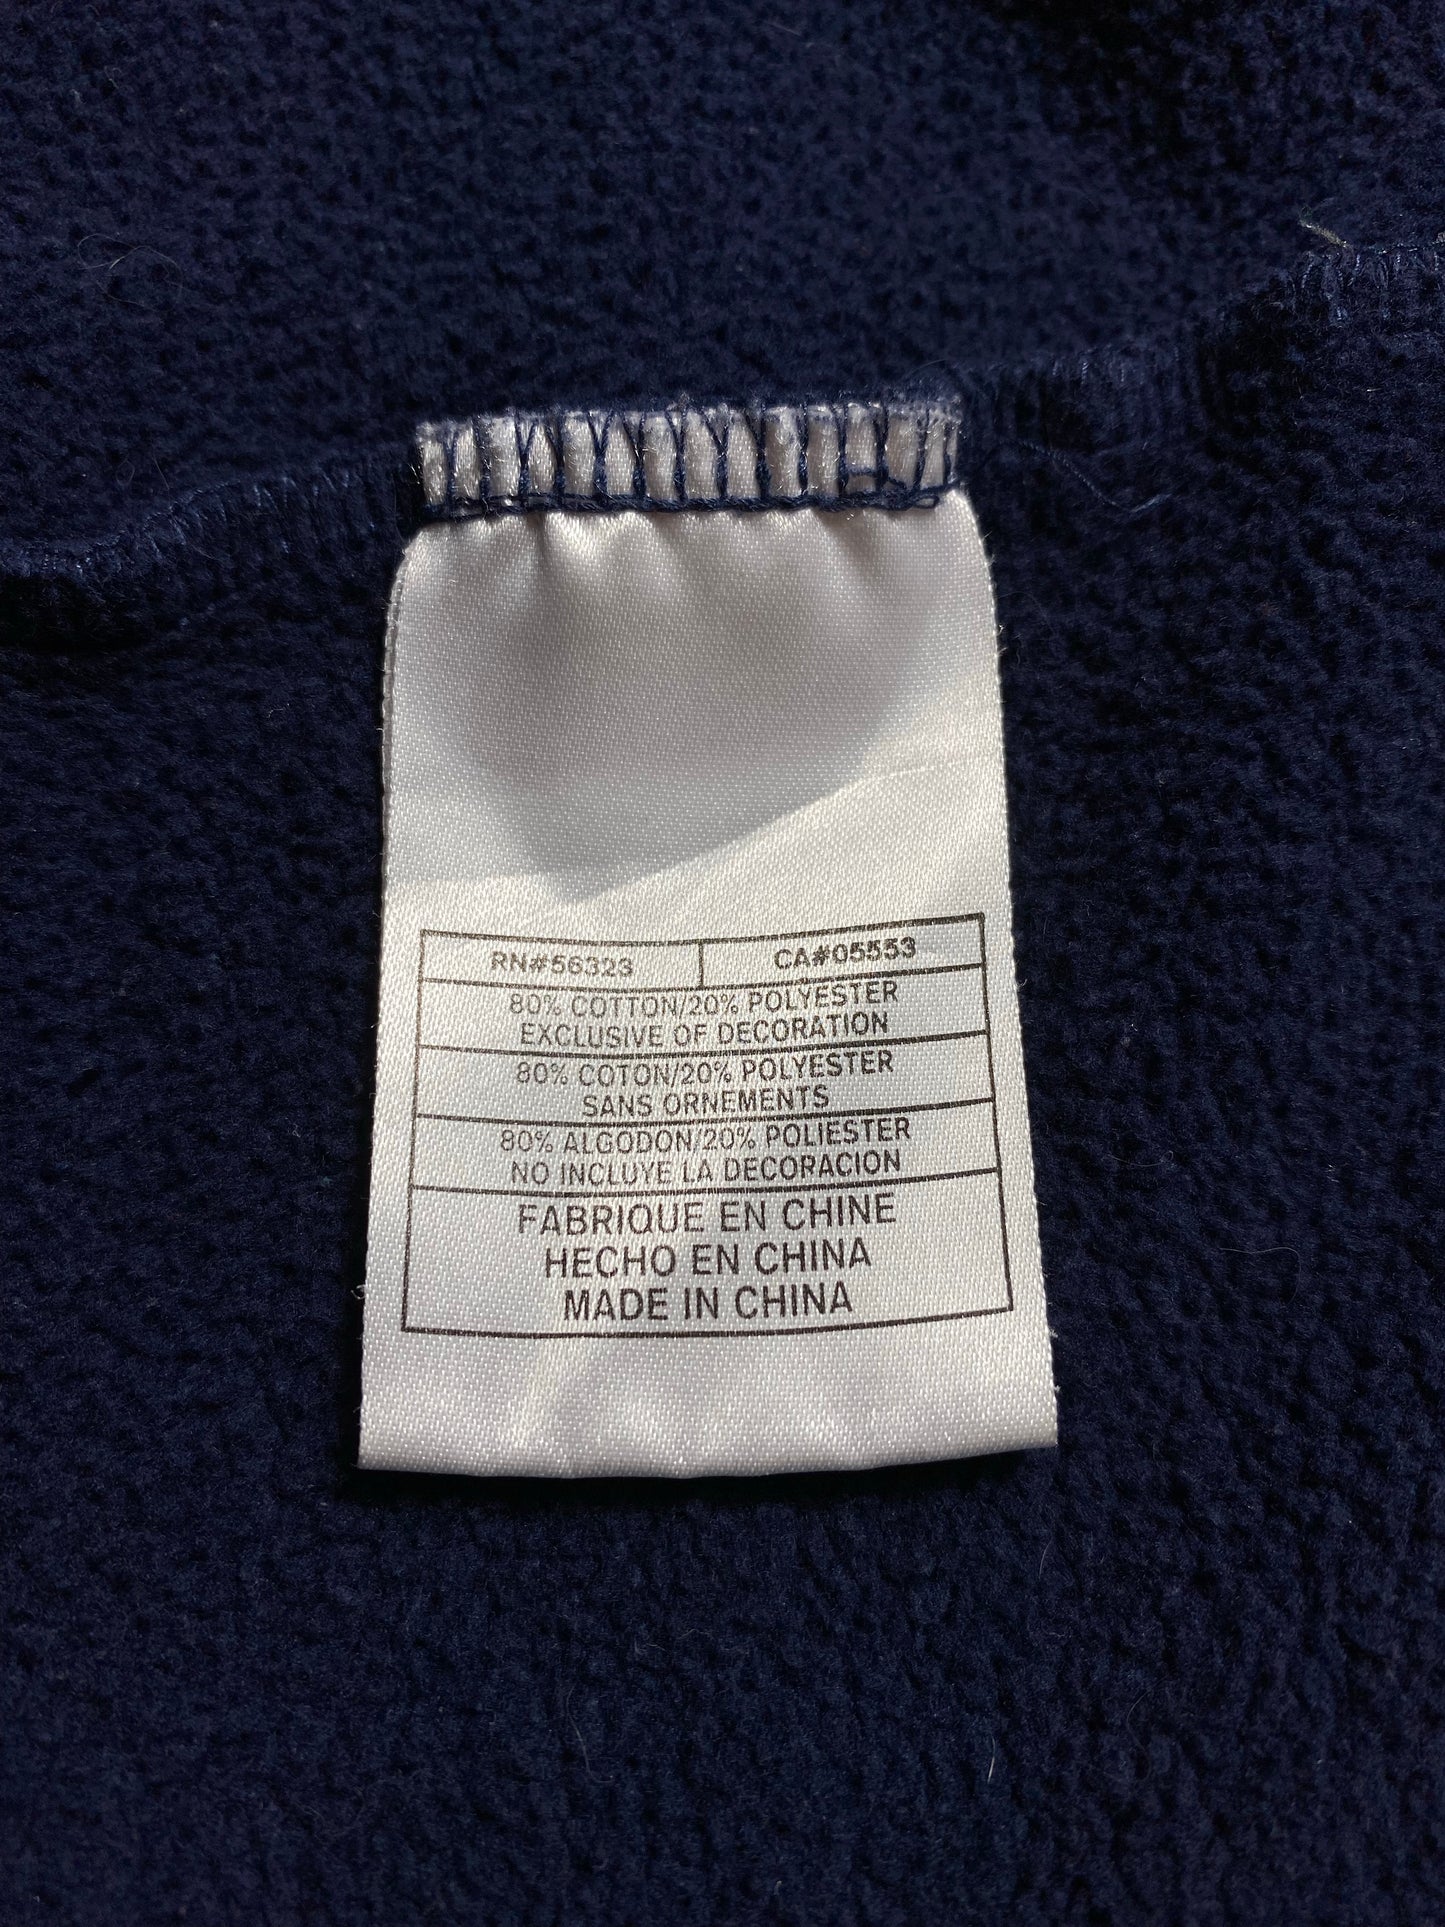 RN#56323 CA#05553
80% COTTON/20% POLYESTER
EXCLUSIVE OF DECORATION
80% COTON/20% POLYESTER
SANS ORNEMENTS
80% ALGODON/20% POLIESTER
NO INCLUYE LA DECORACION
FABRIQUE EN CHINE
HECHO EN CHINA
MADE IN CHINA